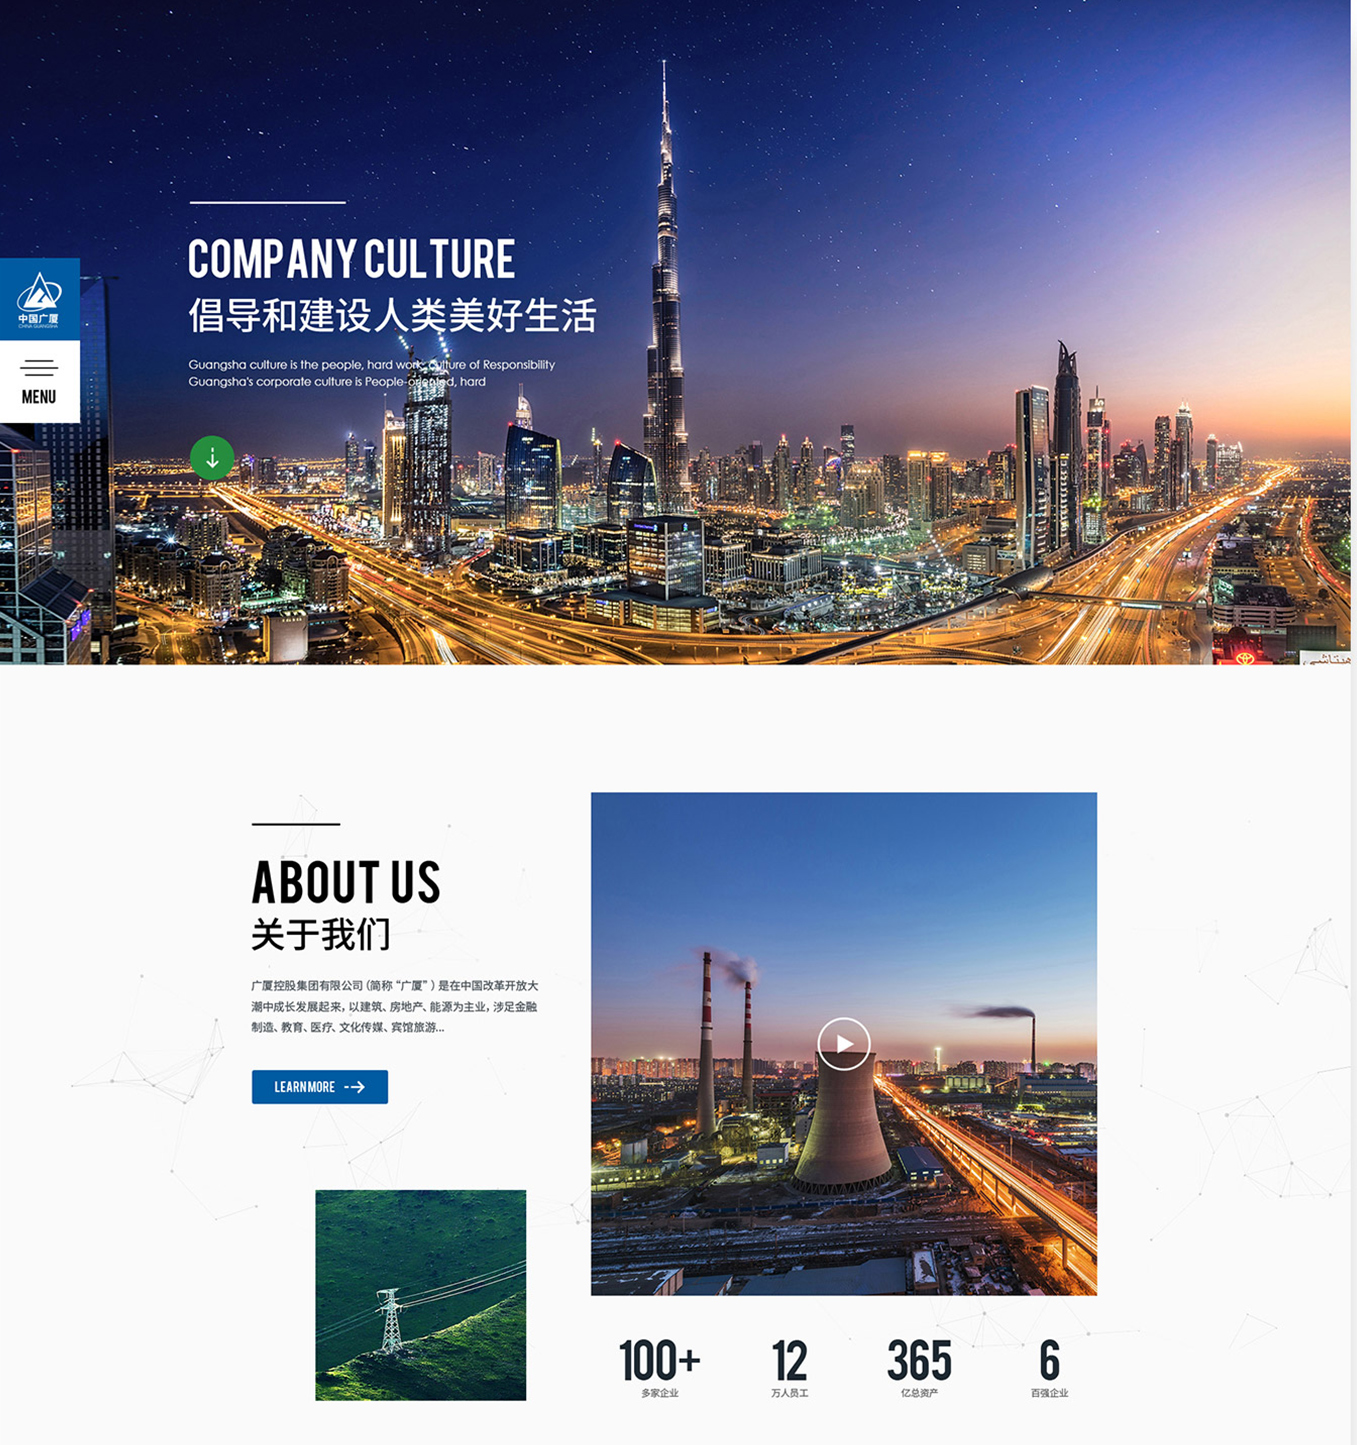 COMPANY CULTURE
倡导和建设人类美好生活
中国广厦
CHINA GUANGSHA
MENU
Guangsha culture is the people, hard work, culture of Responsibility
Guangsha's corporate culture is People-oriented, hard
ABOUT US
关于我们
广厦控股集团有限公司（简称“广厦”）是在中国改革开放大
潮中成长发展起来，以建筑、房地产、能源为主业，涉足金融
制造、教育、医疗、文化传媒、宾馆旅游...
LEARN MORE
100+
多家企业
12
万人员工
365
亿总资产
6
百强企业